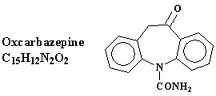 O
Oxcarbazepine
C15H12N2O2
N
CONH2